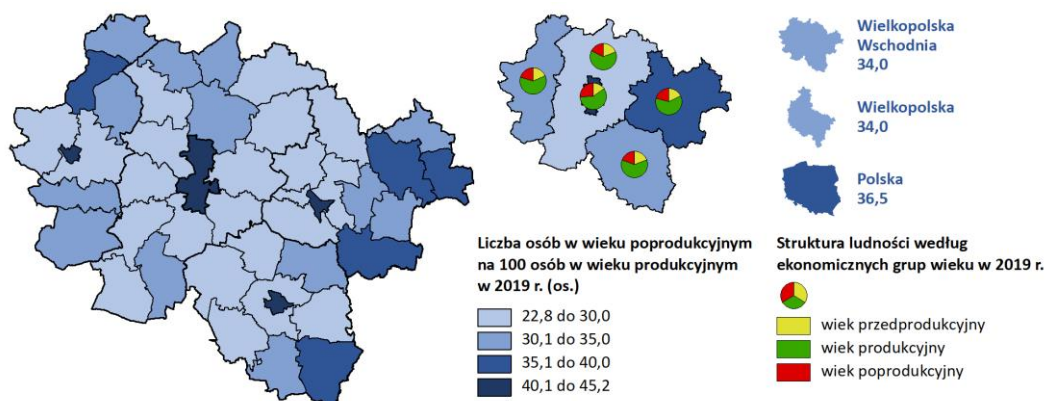 Wielkopolska
Wschodnia
34,0
Wielkopolska
34,0
Polska
36,5
Liczba osób w wieku poprodukcyjnym
na 100 osób w wieku produkcyjnym
w 2019 r. (os.)
22,8 do 30,0
30,1 do 35,0
35,1 do 40,0
40,1 do 45,2
Struktura ludności według
ekonomicznych grup wieku w 2019 r.
wiek przedprodukcyjny
wiek produkcyjny
wiek poprodukcyjny